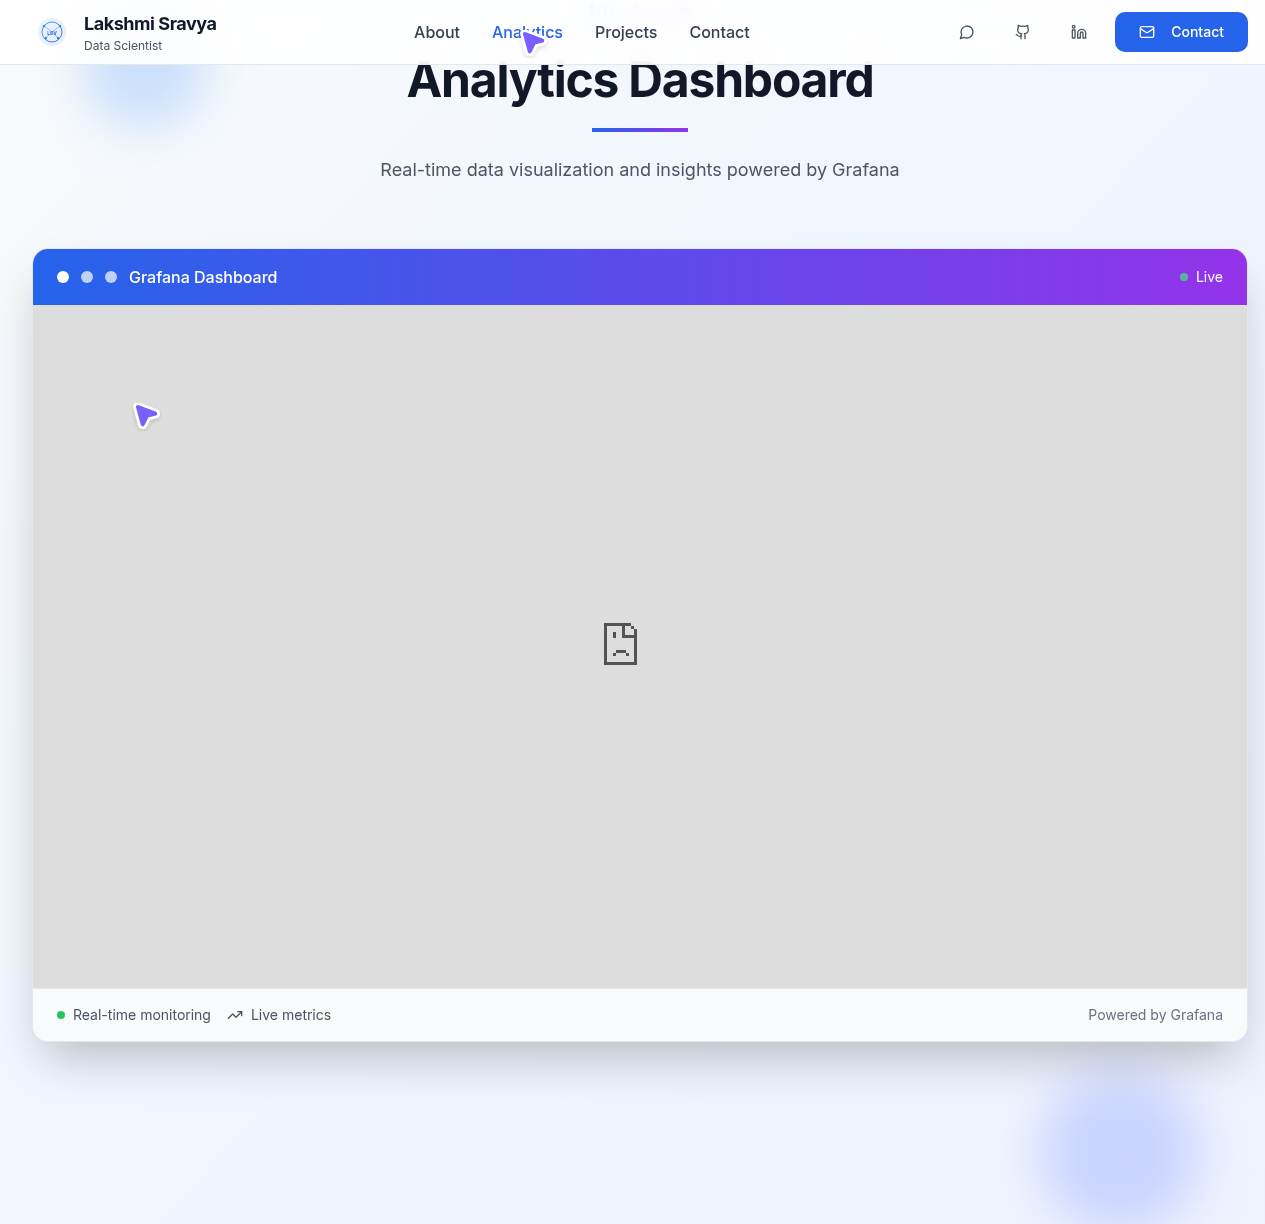 Lakshmi Sravya
Data Scientist
About
Analytics
Projects
Contact
Contact
Analytics Dashboard
Real-time data visualization and insights powered by Grafana
Grafana Dashboard
Live
Real-time monitoring
Live metrics
Powered by Grafana